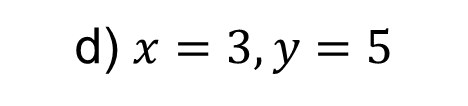 d) x = 3, y = 5